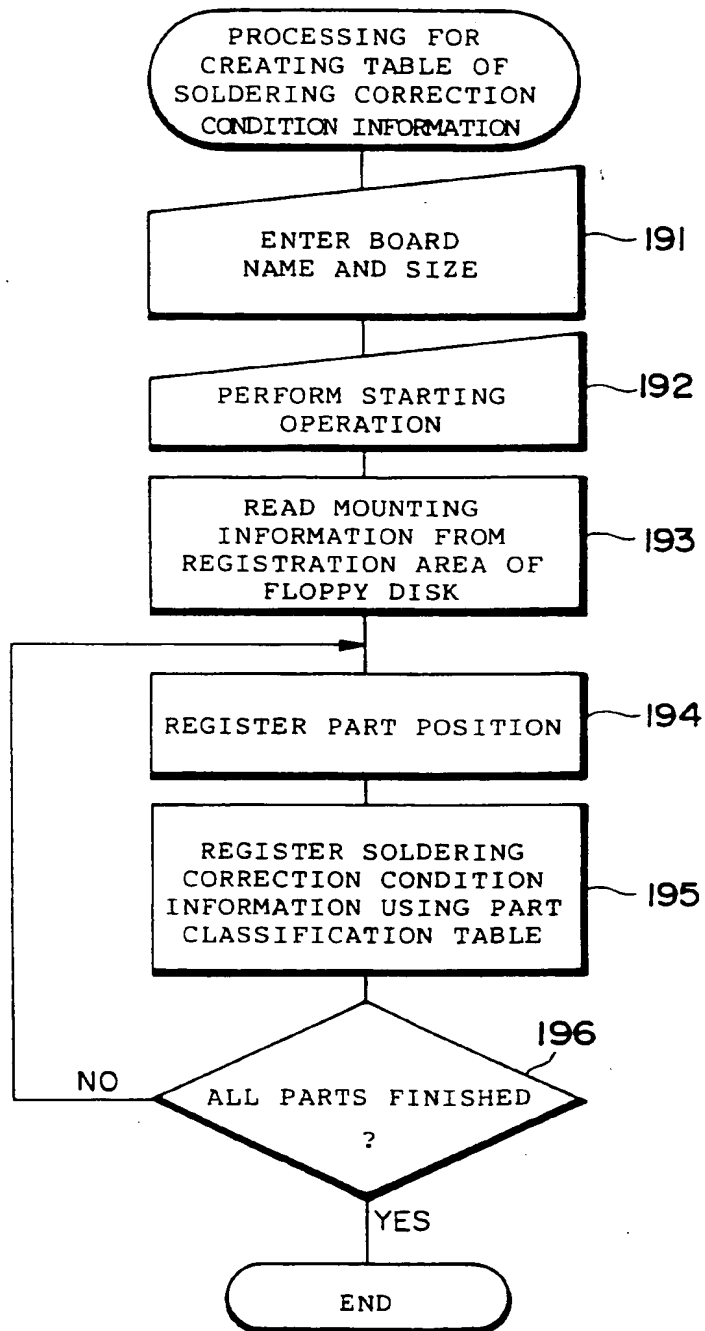 PROCESSING FOR
CREATING TABLE OF
SOLDERING CORRECTION
CONDITION INFORMATION
ENTER BOARD
NAME AND SIZE
191
PERFORM STARTING
OPERATION
192
READ MOUNTING
INFORMATION FROM
REGISTRATION AREA OF
FLOPPY DISK
193
REGISTER PART POSITION
194
REGISTER SOLDERING
CORRECTION CONDITION
INFORMATION USING PART
CLASSIFICATION TABLE
195
196
NO
ALL PARTS FINISHED
?
YES
END